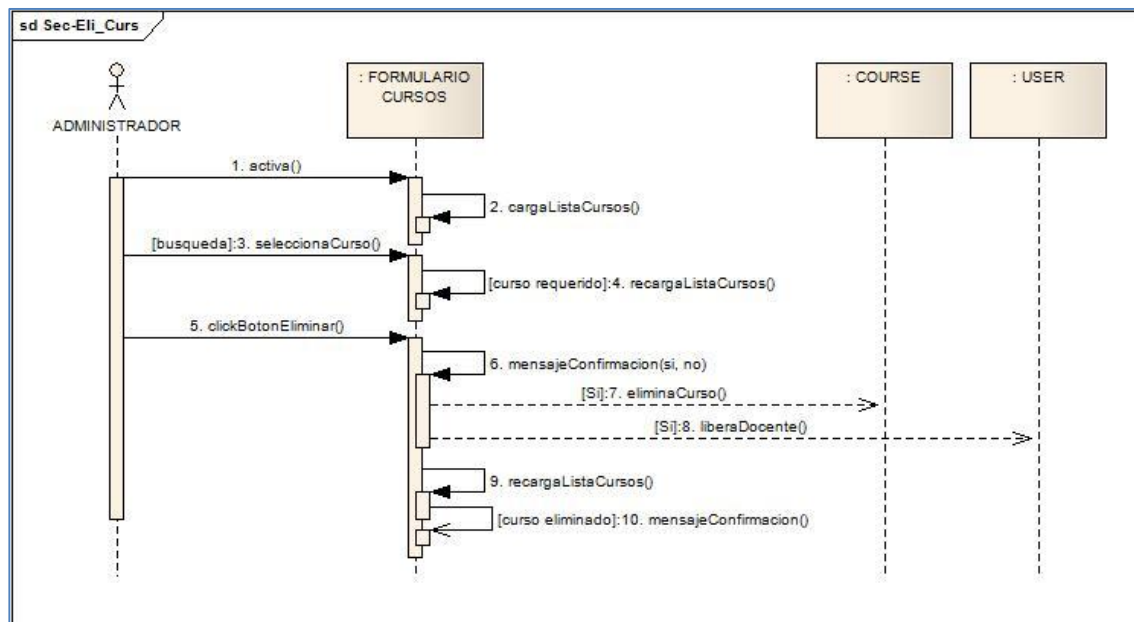 sd Sec-Eli_Curs
ADMINISTRADOR
: FORMULARIO
CURSOS
: COURSE
: USER
1. activa()
2. cargaListaCursos()
[busqueda]:3. seleccionaCurso()
[curso requerido]:4. recargaListaCursos()
5. clickBotonEliminar()
6. mensajeConfirmacion(si, no)
[Si]:7. eliminaCurso()
[Si]:8. liberaDocente()
9. recargaListaCursos()
[curso eliminado]:10. mensajeConfirmacion()